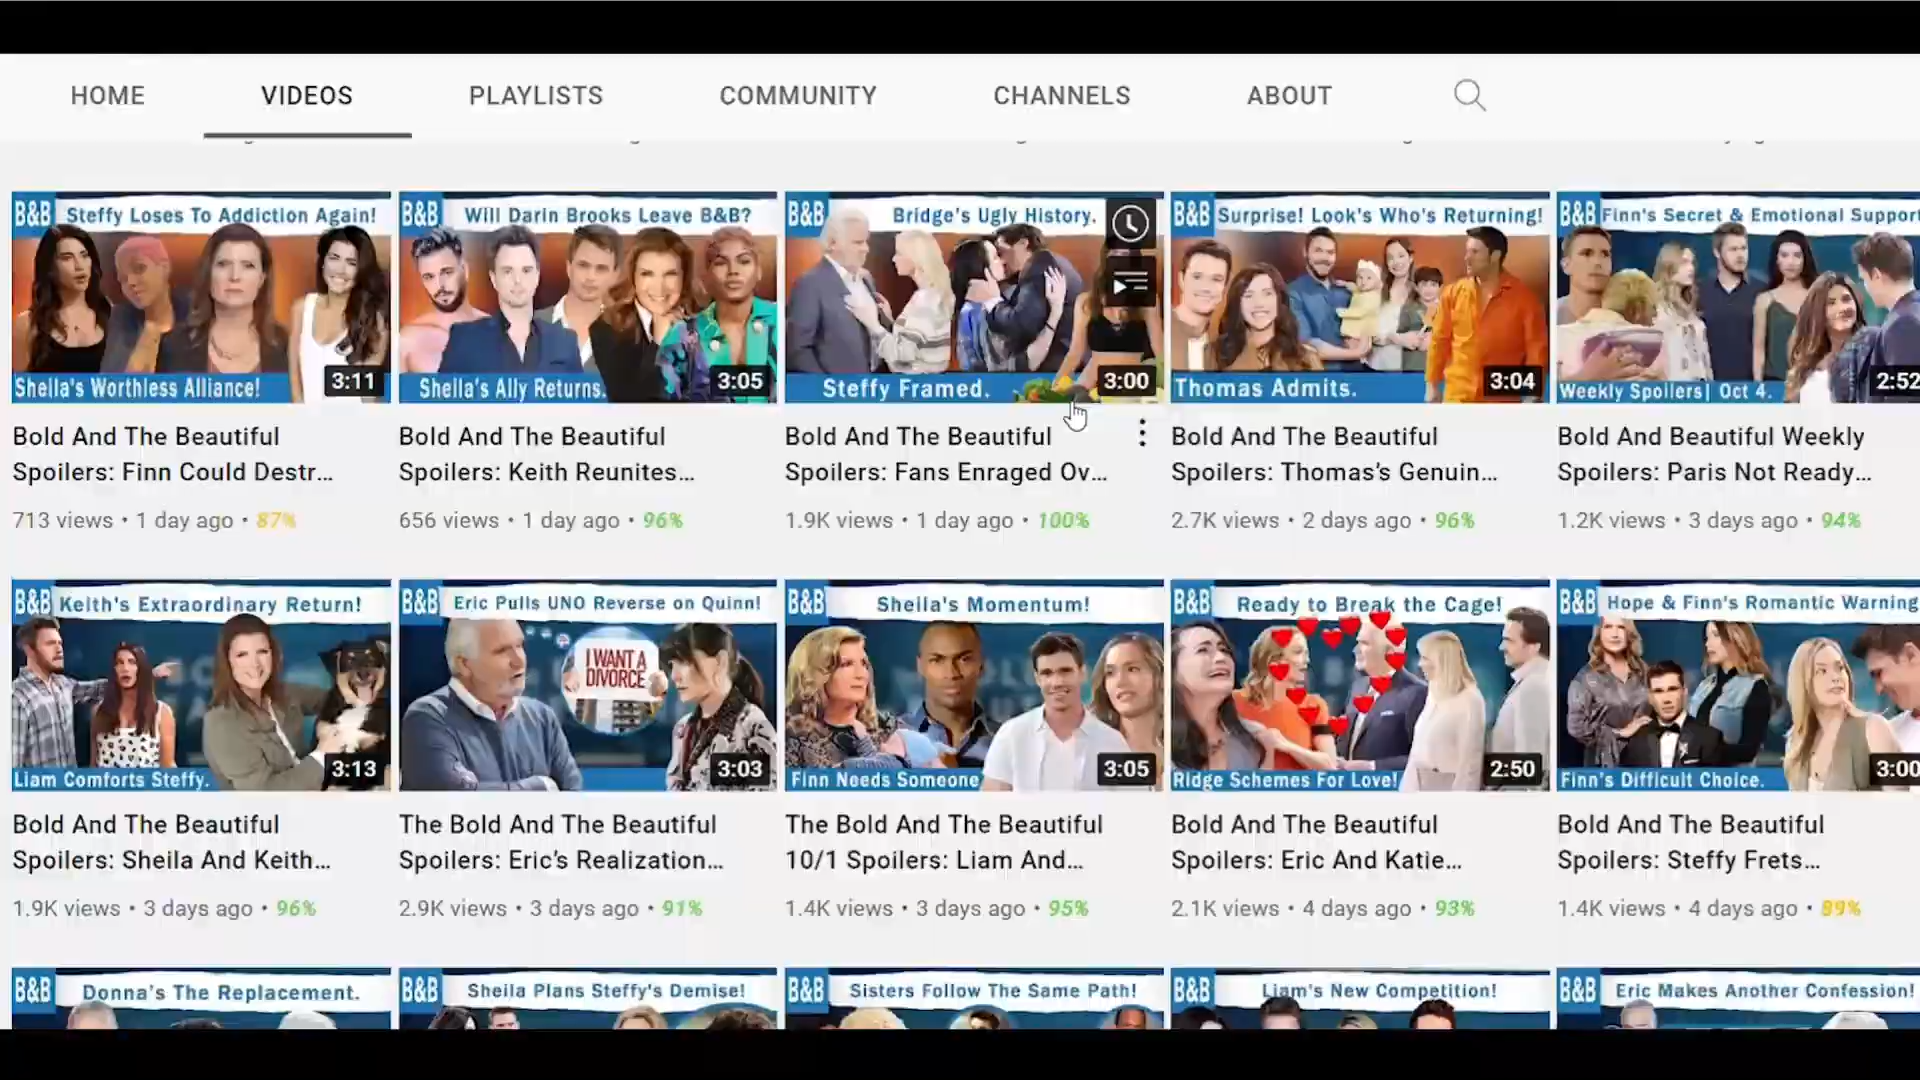 HOME
VIDEOS
PLAYLISTS
COMMUNITY
CHANNELS
ABOUT
B&B Steffy Loses To Addiction Again!
Sheila's Worthless Alliance!
3:11
B&B Will Darin Brooks Leave B&B?
Sheila's Ally Returns.
3:05
B&B Bridge's Ugly History.
Steffy Framed.
3:00
B&B Surprise! Look's Who's Returning!
Thomas Admits.
3:04
B&B Finn's Secret & Emotional Support
Weekly Spoilers| Oct 4.
2:52
Bold And The Beautiful
Spoilers: Finn Could Destr...
713 views • 1 day ago • 87%
Bold And The Beautiful
Spoilers: Keith Reunites...
656 views • 1 day ago • 96%
Bold And The Beautiful
Spoilers: Fans Enraged Ov...
1.9K views • 1 day ago • 100%
Bold And The Beautiful
Spoilers: Thomas's Genuin...
2.7K views • 2 days ago • 96%
Bold And Beautiful Weekly
Spoilers: Paris Not Ready...
1.2K views • 3 days ago • 94%
B&B Keith's Extraordinary Return!
Liam Comforts Steffy.
3:13
B&B Eric Pulls UNO Reverse on Quinn!
I WANT A
DIVORCE
3:03
B&B Sheila's Momentum!
Finn Needs Someone
3:05
B&B Ready to Break the Cage!
Ridge Schemes For Love!
2:50
B&B Hope & Finn's Romantic Warning
Finn's Difficult Choice.
3:00
Bold And The Beautiful
Spoilers: Sheila And Keith...
1.9K views • 3 days ago • 96%
The Bold And The Beautiful
Spoilers: Eric's Realization...
2.9K views • 3 days ago • 91%
The Bold And The Beautiful
10/1 Spoilers: Liam And...
1.4K views • 3 days ago • 95%
Bold And The Beautiful
Spoilers: Eric And Katie...
2.1K views • 4 days ago • 93%
Bold And The Beautiful
Spoilers: Steffy Frets...
1.4K views • 4 days ago • 89%
B&B Donna's The Replacement.
B&B Sheila Plans Steffy's Demise!
B&B Sisters Follow The Same Path!
B&B Liam's New Competition!
B&B Eric Makes Another Confession!